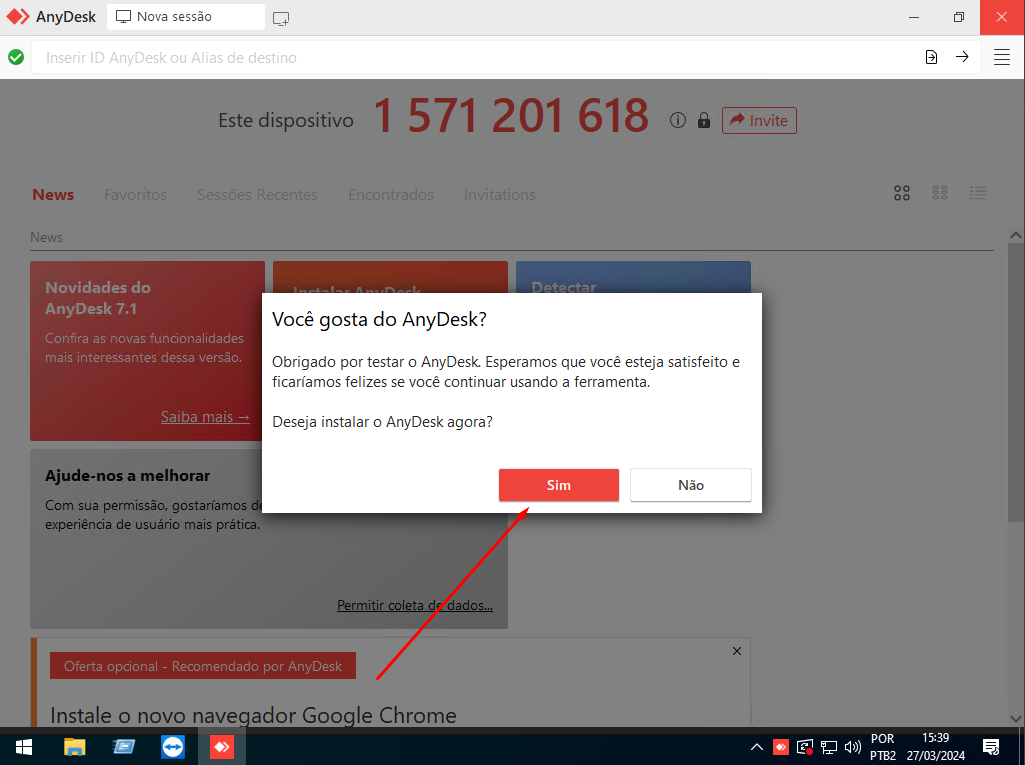 AnyDesk
Nova sessão
Inserir ID AnyDesk ou Alias de destino
Este dispositivo
1 571 201 618
Invite
News
Favoritos
Sessões Recentes
Encontrados
Invitations
News
Novidades do
AnyDesk 7.1
Confira as novas funcionalidades
mais interessantes dessa versão.
Saiba mais →
Instalar AnyDesk
Detectar
Você gosta do AnyDesk?
Obrigado por testar o AnyDesk. Esperamos que você esteja satisfeito e
ficaríamos felizes se você continuar usando a ferramenta.
Deseja instalar o AnyDesk agora?
Sim
Não
Ajude-nos a melhorar
Com sua permissão, gostaríamos de
experiência de usuário mais prática.
Permitir coleta de dados...
Oferta opcional - Recomendado por AnyDesk
Instale o novo navegador Google Chrome
POR
PTB2
15:39
27/03/2024